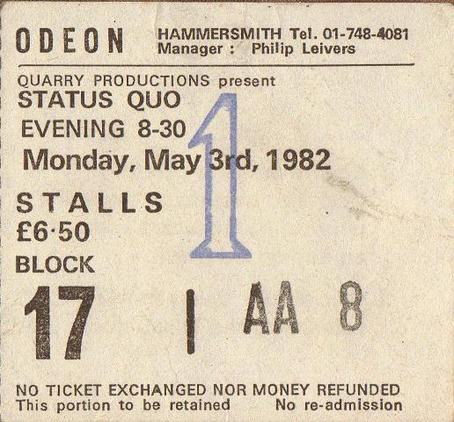 ODEON HAMMERSMITH Tel. 01-748-4081
Manager : Philip Leivers
QUARRY PRODUCTIONS present
STATUS QUO
EVENING 8-30
Monday, May 3rd, 1982
1
STALLS
£6·50
BLOCK
17 | AA 8
NO TICKET EXCHANGED NOR MONEY REFUNDED
This portion to be retained No re-admission